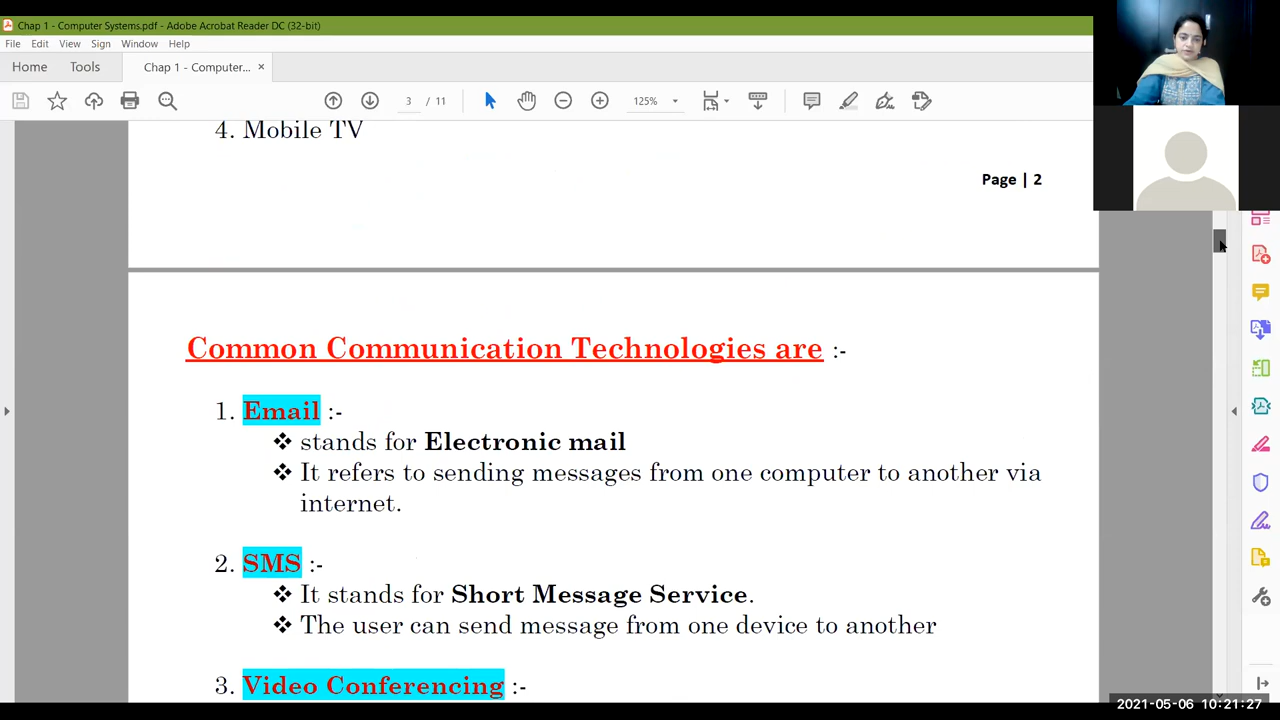 Chap 1 - Computer Systems.pdf - Adobe Acrobat Reader DC (32-bit)
File Edit View Sign Window Help
Home Tools Chap 1 - Computer... ×
3 / 11 125%
4. Mobile TV
Page | 2
Common Communication Technologies are :-
1. Email :-
❖ stands for Electronic mail
❖ It refers to sending messages from one computer to another via
internet.
2. SMS :-
❖ It stands for Short Message Service.
❖ The user can send message from one device to another
3. Video Conferencing :-
2021-05-06 10:21:27